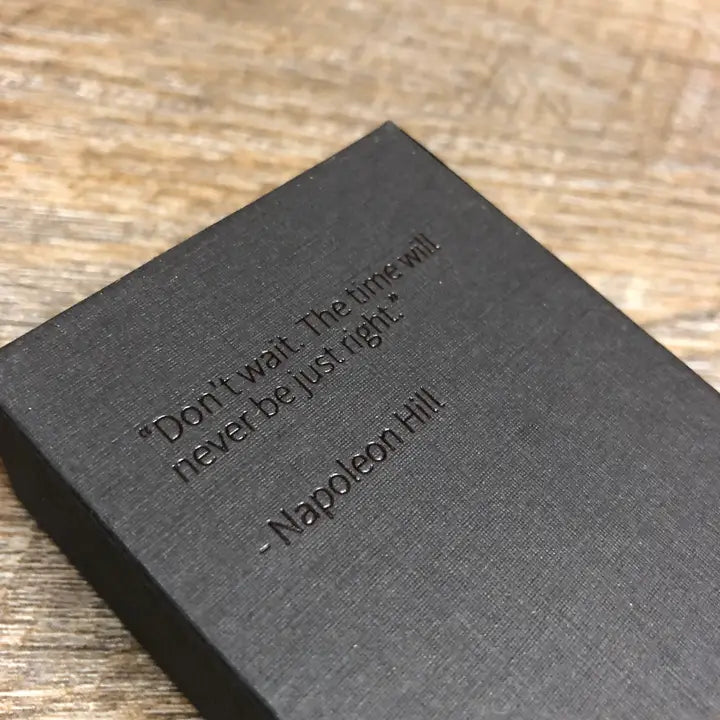 “Don't wait. The time will
never be just right.”
- Napoleon Hill